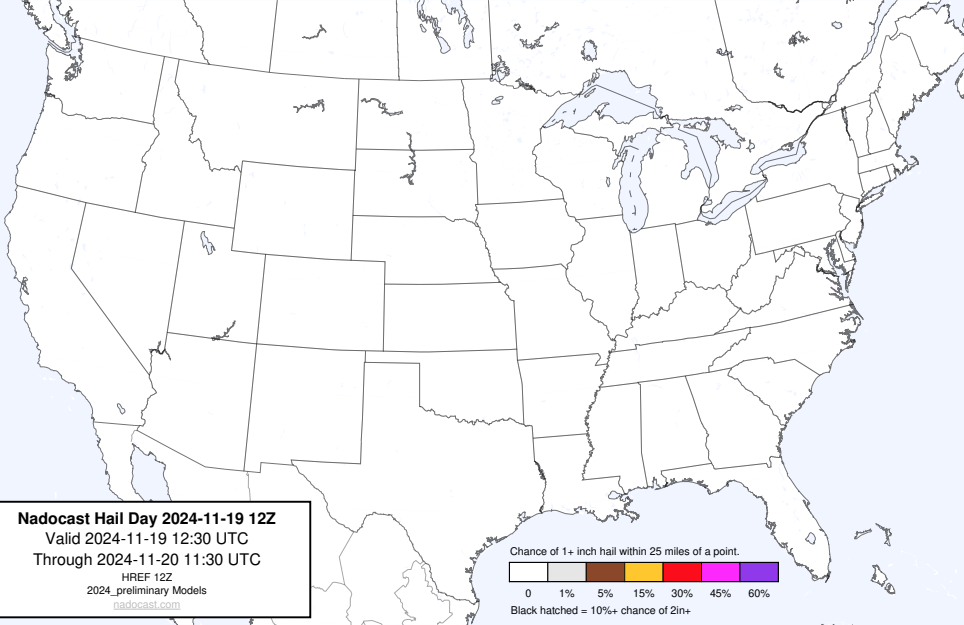 Nadocast Hail Day 2024-11-19 12Z
Valid 2024-11-19 12:30 UTC
Through 2024-11-20 11:30 UTC
HREF 12Z
2024_preliminary Models
nadocast.com
Chance of 1+ inch hail within 25 miles of a point.
0 1% 5% 15% 30% 45% 60%
Black hatched = 10%+ chance of 2in+